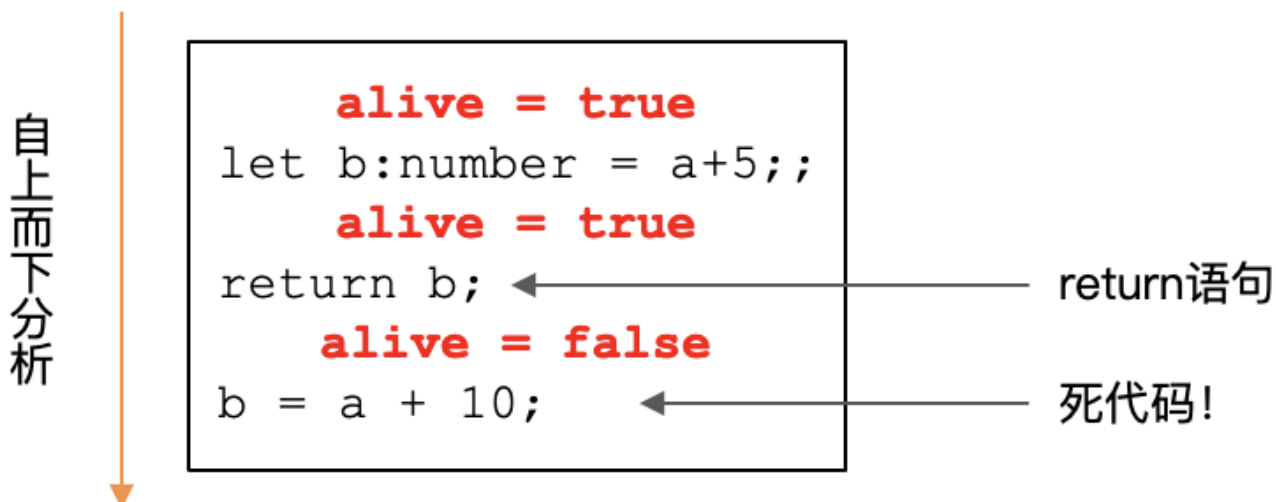 自上而下分析
alive = true
let b:number = a+5;;
alive = true
return b;
return语句
alive = false
b = a + 10;
死代码!